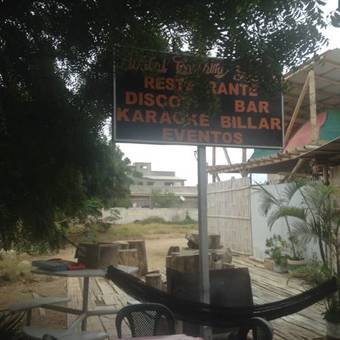 RESTAURANTE
DISCO BAR
KARAOKE BILLAR
EVENTOS